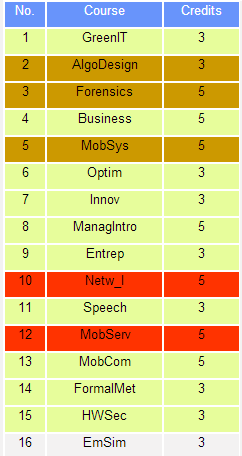 No. Course Credits
1 GreenIT 3
2 AlgoDesign 3
3 Forensics 5
4 Business 5
5 MobSys 5
6 Optim 3
7 Innov 3
8 ManagIntro 5
9 Entrep 3
10 Netw_I 5
11 Speech 3
12 MobServ 5
13 MobCom 5
14 FormalMet 3
15 HWSec 3
16 EmSim 3